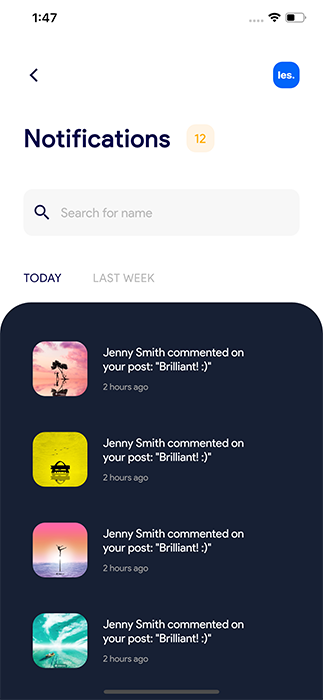 1:47
les.
Notifications 12
Search for name
TODAY LAST WEEK
Jenny Smith commented on
your post: "Brilliant! :)"
2 hours ago
Jenny Smith commented on
your post: "Brilliant! :)"
2 hours ago
Jenny Smith commented on
your post: "Brilliant! :)"
2 hours ago
Jenny Smith commented on
your post: "Brilliant! :)"
2 hours ago